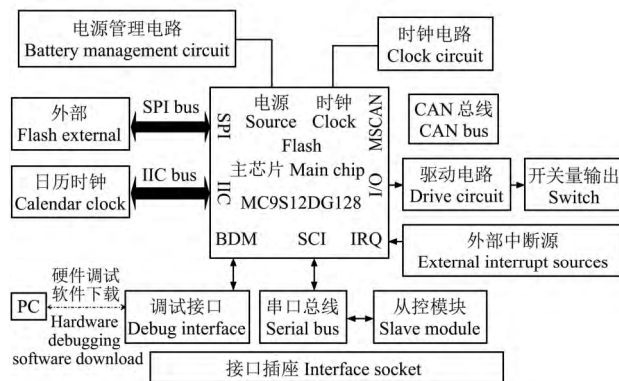 电源管理电路
Battery management circuit
时钟电路
Clock circuit
外部
Flash external
SPI bus
SPI
电源
Source
时钟
Clock
Flash
MSCAN
CAN 总线
CAN bus
日历时钟
Calendar clock
IIC bus
IIC
主芯片 Main chip
MC9S12DG128
I/O
驱动电路
Drive circuit
开关量输出
Switch
BDM
SCI
IRQ
外部中断源
External interrupt sources
PC
硬件调试
软件下载
Hardware
debugging
software download
调试接口
Debug interface
串口总线
Serial bus
从控模块
Slave module
接口插座 Interface socket